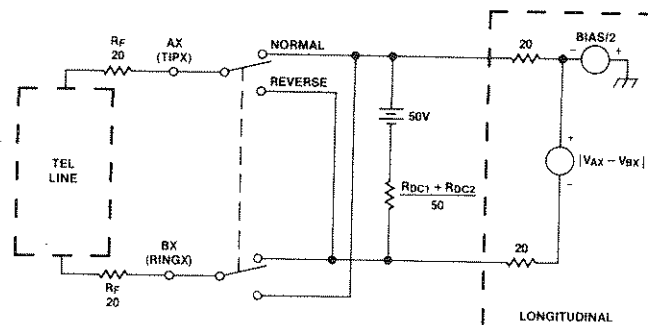 RF
20
AX
(TIPX)
NORMAL
REVERSE
20
BIAS/2
- +
50V
TEL
LINE
RDC1 + RDC2
50
+
|VAX - VBX|
-
BX
(RINGX)
RF
20
20
LONGITUDINAL